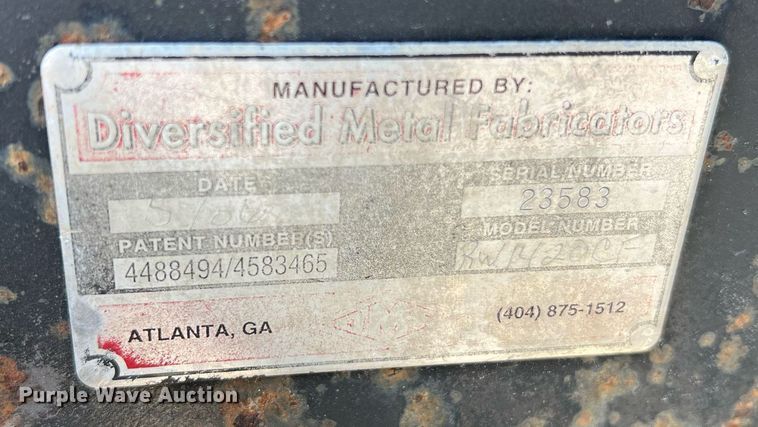 MANUFACTURED BY:
Diversified Metal Fabricators
DATE
SERIAL NUMBER
23583
PATENT NUMBER(S)
4488494/4583465
MODEL NUMBER
ATLANTA, GA
(404) 875-1512
Purple Wave Auction